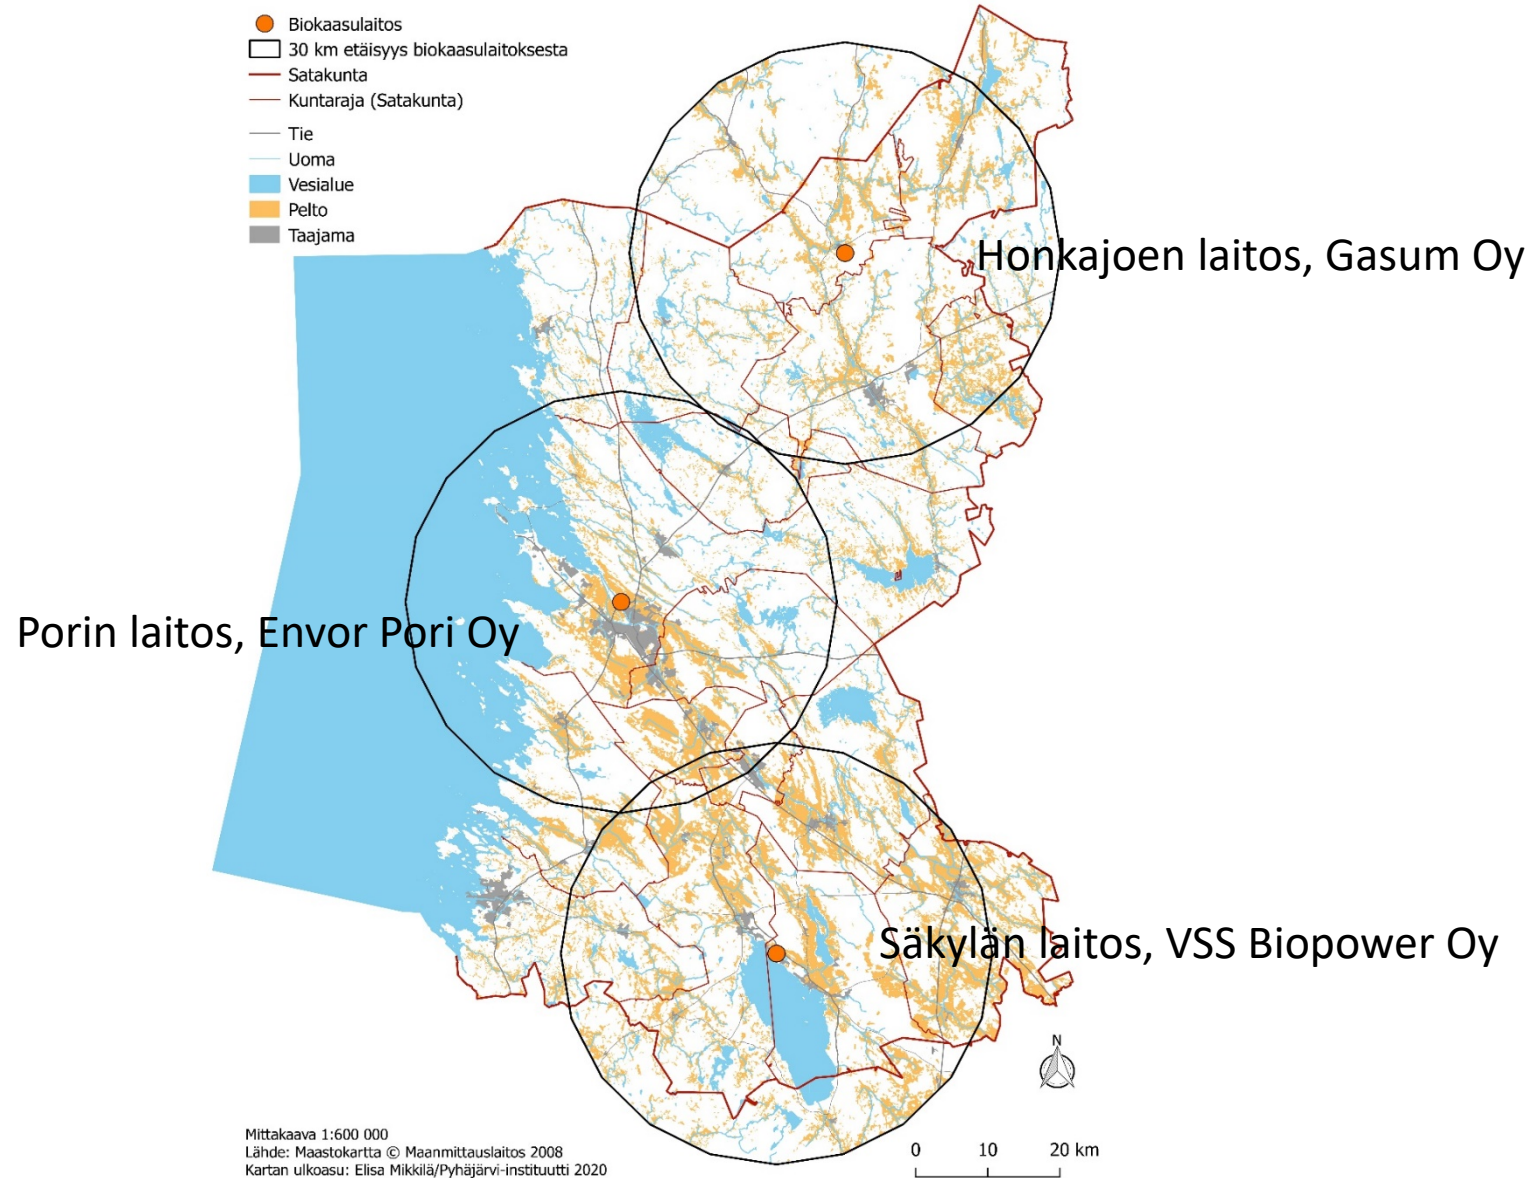 Biokaasulaitos
30 km etäisyys biokaasulaitoksesta
Satakunta
Kuntaraja (Satakunta)
Tie
Uoma
Vesialue
Pelto
Taajama
Honkajoen laitos, Gasum Oy
Porin laitos, Envor Pori Oy
Säkylän laitos, VSS Biopower Oy
N
Mittakaava 1:600 000
Lähde: Maastokartta © Maanmittauslaitos 2008
Kartan ulkoasu: Elisa Mikkilä/Pyhäjärvi-instituutti 2020
0 10 20 km